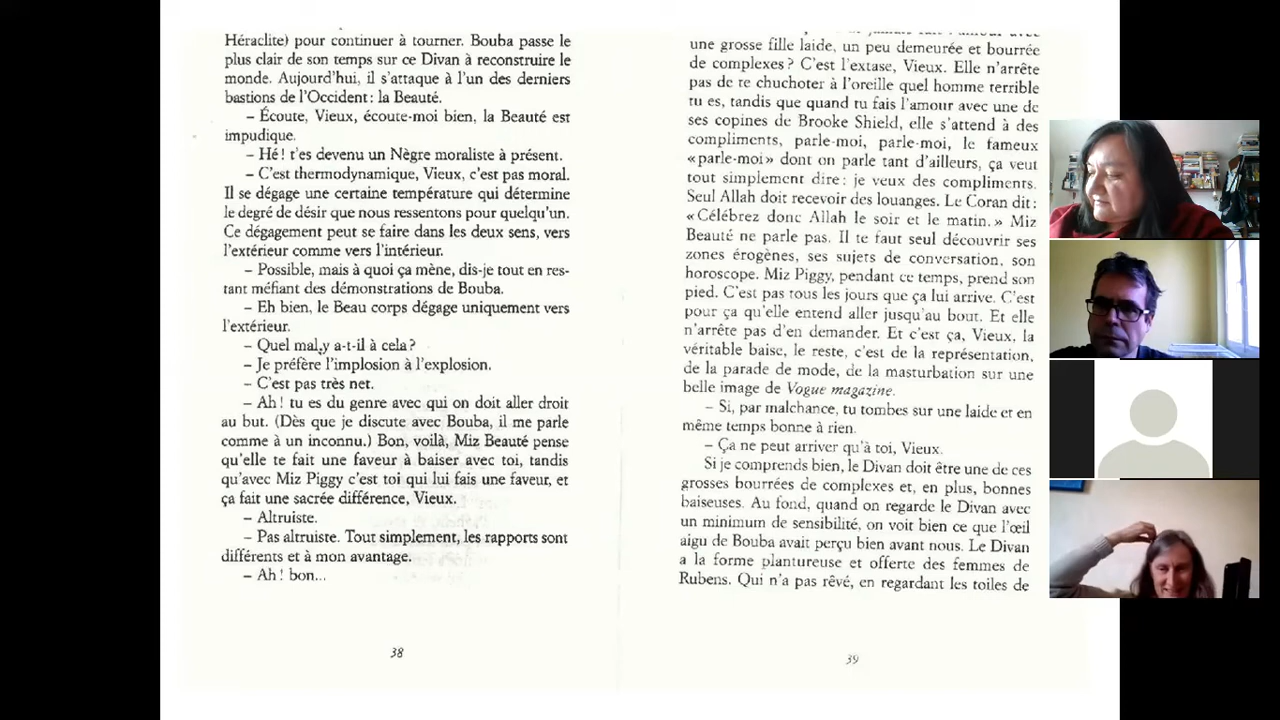 Héraclite) pour continuer à tourner. Bouba passe le
plus clair de son temps sur ce Divan à reconstruire le
monde. Aujourd'hui, il s'attaque à l'un des derniers
bastions de l'Occident : la Beauté.
– Écoute, Vieux, écoute-moi bien, la Beauté est
impudique.
– Hé ! t'es devenu un Nègre moraliste à présent.
– C'est thermodynamique, Vieux, c'est pas moral.
Il se dégage une certaine température qui détermine
le degré de désir que nous ressentons pour quelqu'un.
Ce dégagement peut se faire dans les deux sens, vers
l'extérieur comme vers l'intérieur.
– Possible, mais à quoi ça mène, dis-je tout en res-
tant méfiant des démonstrations de Bouba.
– Eh bien, le Beau corps dégage uniquement vers
l'extérieur.
– Quel mal y a-t-il à cela ?
– Je préfère l'implosion à l'explosion.
– C'est pas très net.
– Ah ! tu es du genre avec qui on doit aller droit
au but. (Dès que je discute avec Bouba, il me parle
comme à un inconnu.) Bon, voilà, Miz Beauté pense
qu'elle te fait une faveur à baiser avec toi, tandis
qu'avec Miz Piggy c'est toi qui lui fais une faveur, et
ça fait une sacrée différence, Vieux.
– Altruiste.
– Pas altruiste. Tout simplement, les rapports sont
différents et à mon avantage.
– Ah ! bon...
38
une grosse fille laide, un peu demeurée et bourrée
de complexes ? C'est l'extase, Vieux. Elle n'arrête
pas de te chuchoter à l'oreille quel homme terrible
tu es, tandis que quand tu fais l'amour avec une de
ses copines de Brooke Shield, elle s'attend à des
compliments, parle-moi, parle-moi, le fameux
« parle-moi » dont on parle tant d'ailleurs, ça veut
tout simplement dire : je veux des compliments.
Seul Allah doit recevoir des louanges. Le Coran dit :
« Célébrez donc Allah le soir et le matin. » Miz
Beauté ne parle pas. Il te faut seul découvrir ses
zones érogènes, ses sujets de conversation, son
horoscope. Miz Piggy, pendant ce temps, prend son
pied. C'est pas tous les jours que ça lui arrive. C'est
pour ça qu'elle entend aller jusqu'au bout. Et elle
n'arrête pas d'en demander. Et c'est ça, Vieux, la
véritable baise, le reste, c'est de la représentation,
de la parade de mode, de la masturbation sur une
belle image de Vogue magazine.
– Si, par malchance, tu tombes sur une laide et en
même temps bonne à rien.
– Ça ne peut arriver qu'à toi, Vieux.
Si je comprends bien, le Divan doit être une de ces
grosses bourrées de complexes et, en plus, bonnes
baiseuses. Au fond, quand on regarde le Divan avec
un minimum de sensibilité, on voit bien ce que l'œil
aigu de Bouba avait perçu bien avant nous. Le Divan
a la forme plantureuse et offerte des femmes de
Rubens. Qui n'a pas rêvé, en regardant les toiles de
39